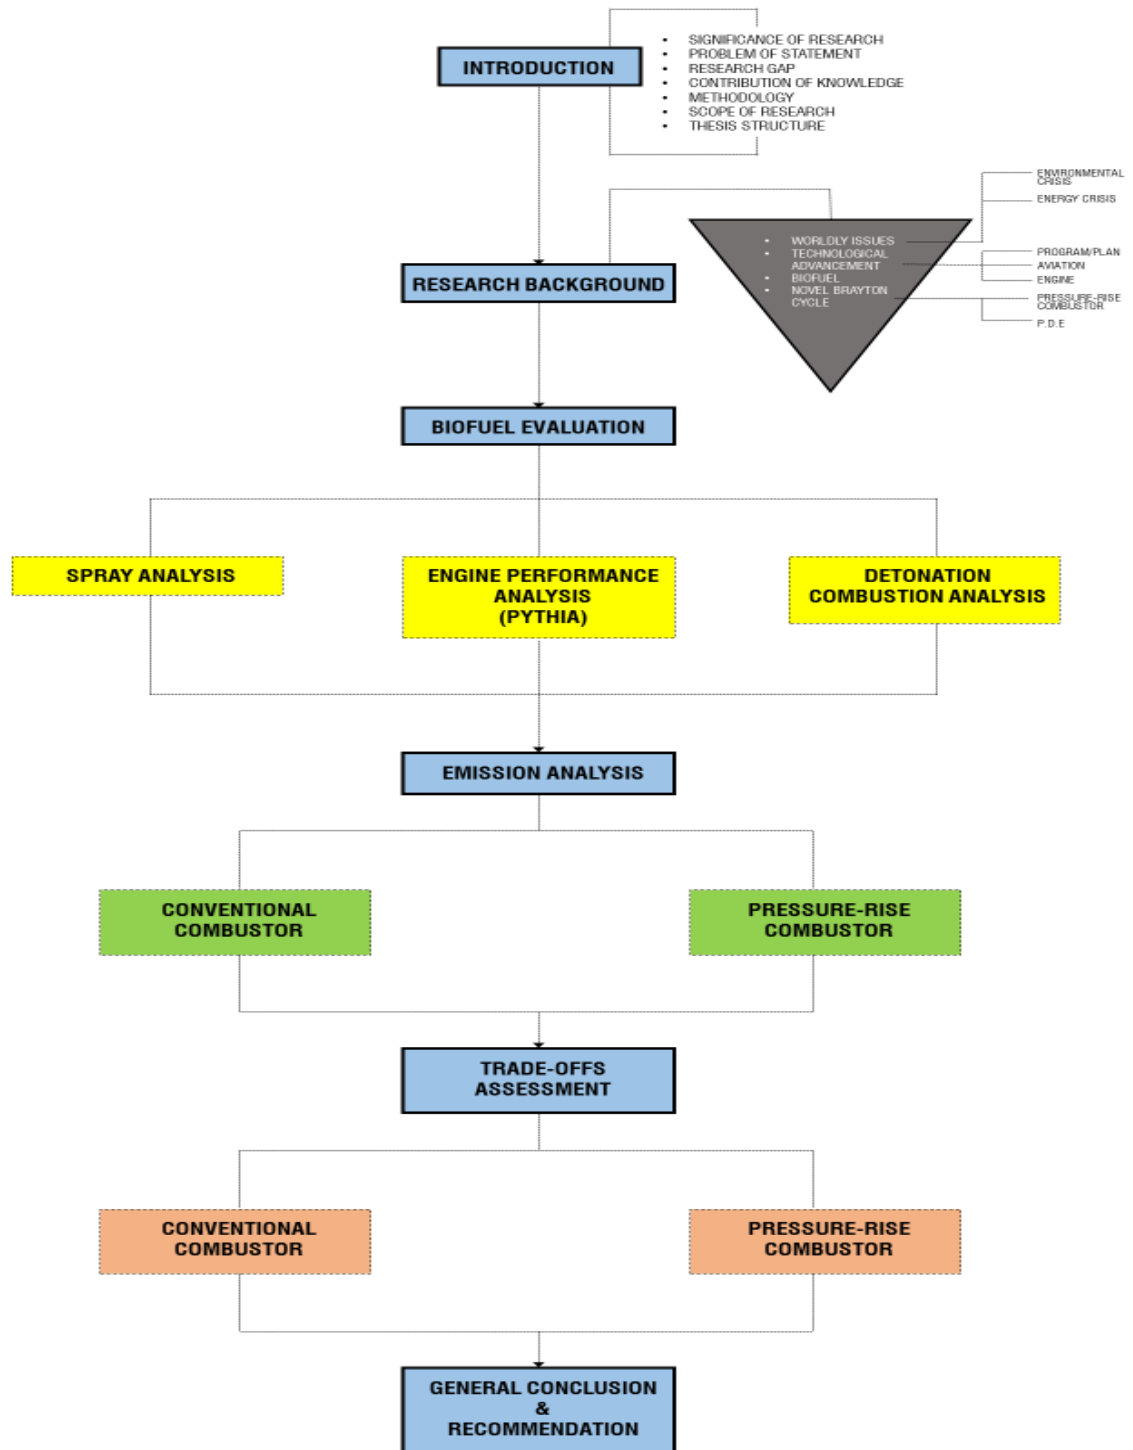 INTRODUCTION
• SIGNIFICANCE OF RESEARCH
• PROBLEM OF STATEMENT
• RESEARCH GAP
• CONTRIBUTION OF KNOWLEDGE
• METHODOLOGY
• SCOPE OF RESEARCH
• THESIS STRUCTURE
RESEARCH BACKGROUND
• WORLDLY ISSUES
• TECHNOLOGICAL
ADVANCEMENT
• BIOFUEL
• NOVEL BRAYTON
CYCLE
ENVIRONMENTAL
CRISIS
ENERGY CRISIS
PROGRAM/PLAN
AVIATION
ENGINE
PRESSURE-RISE
COMBUSTOR
P.D.E
BIOFUEL EVALUATION
SPRAY ANALYSIS
ENGINE PERFORMANCE
ANALYSIS
(PYTHIA)
DETONATION
COMBUSTION ANALYSIS
EMISSION ANALYSIS
CONVENTIONAL
COMBUSTOR
PRESSURE-RISE
COMBUSTOR
TRADE-OFFS
ASSESSMENT
CONVENTIONAL
COMBUSTOR
PRESSURE-RISE
COMBUSTOR
GENERAL CONCLUSION
&
RECOMMENDATION